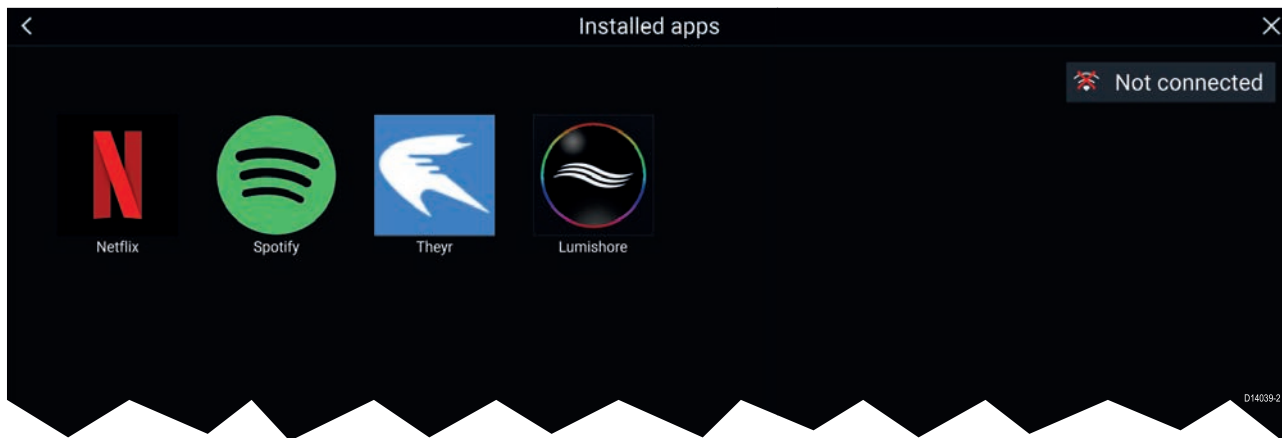 Installed apps
Not connected
Netflix
Spotify
Theyr
Lumishore
D14039-2